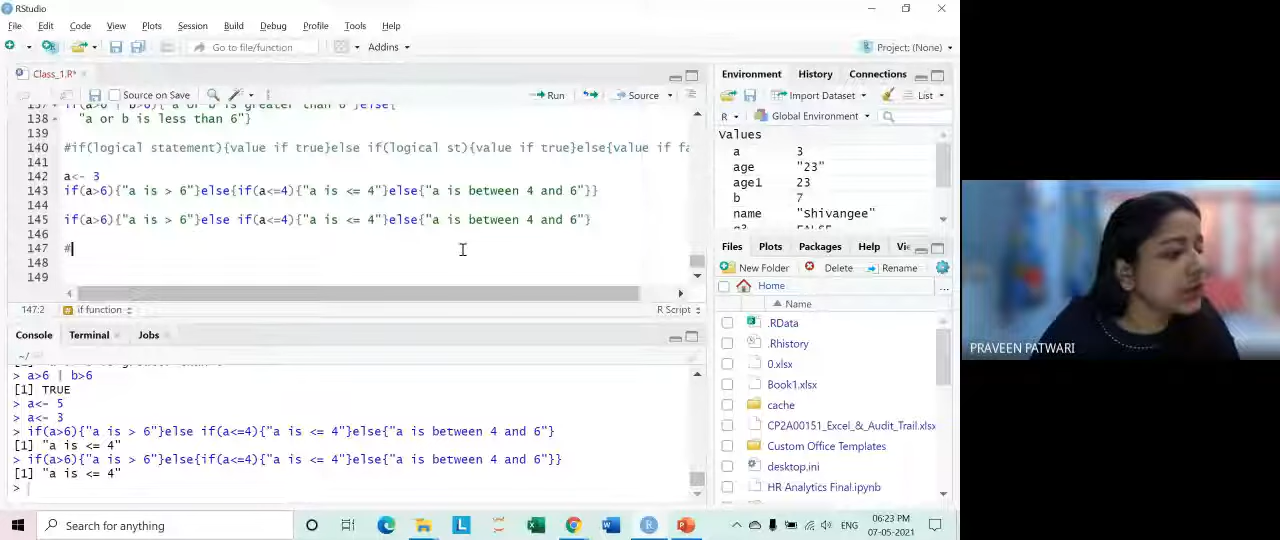 RStudio
File Edit Code View Plots Session Build Debug Profile Tools Help
Go to file/function Addins Project: (None)
Class_1.R*
Source on Save Run Source
138 "a or b is less than 6"}
139
140 #if(logical statement){value if true}else if(logical st){value if true}else{value if fa
141
142 a<- 3
143 if(a>6){"a is > 6"}else{if(a<=4){"a is <= 4"}else{"a is between 4 and 6"}}
144
145 if(a>6){"a is > 6"}else if(a<=4){"a is <= 4"}else{"a is between 4 and 6"}
146
147 #
148
149
147:2 if function R Script
Console Terminal Jobs
~/
> a>6 | b>6
[1] TRUE
> a<- 5
> a<- 3
> if(a>6){"a is > 6"}else if(a<=4){"a is <= 4"}else{"a is between 4 and 6"}
[1] "a is <= 4"
> if(a>6){"a is > 6"}else{if(a<=4){"a is <= 4"}else{"a is between 4 and 6"}}
[1] "a is <= 4"
>
Environment History Connections
Import Dataset List
R Global Environment
Values
a 3
age "23"
age1 23
b 7
name "Shivangee"
Files Plots Packages Help Vi
New Folder Delete Rename
Home ...
Name
.RData
.Rhistory
0.xlsx
Book1.xlsx
cache
CP2A00151_Excel_&_Audit_Trail.xlsx
Custom Office Templates
desktop.ini
HR Analytics Final.ipynb
PRAVEEN PATWARI
Search for anything
ENG
06:23 PM
07-05-2021